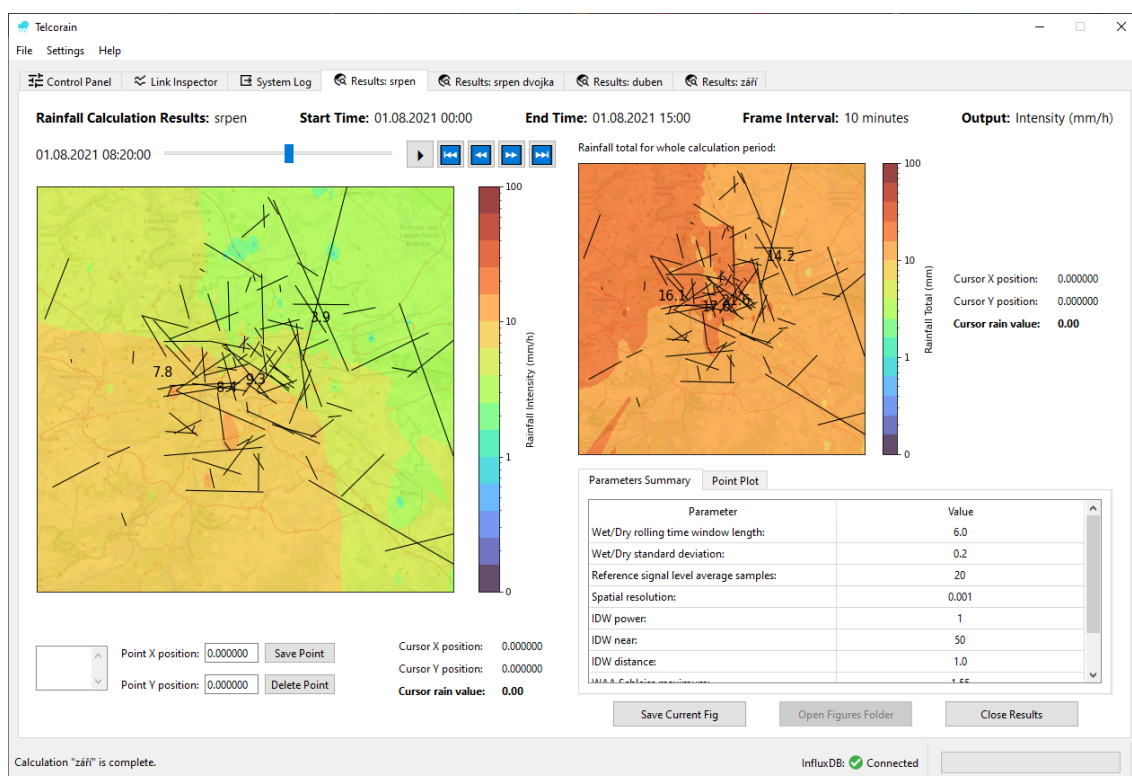 Telcorain
File Settings Help
Control Panel Link Inspector System Log Results: srpen Results: srpen dvojka Results: duben Results: září
Rainfall Calculation Results: srpen Start Time: 01.08.2021 00:00 End Time: 01.08.2021 15:00 Frame Interval: 10 minutes Output: Intensity (mm/h)
01.08.2021 08:20:00
100
10
1
0
Rainfall Intensity (mm/h)
3.9
7.8
8.4
9.3
Point X position: 0.000000 Save Point
Point Y position: 0.000000 Delete Point
Cursor X position: 0.000000
Cursor Y position: 0.000000
Cursor rain value: 0.00
Rainfall total for whole calculation period:
14.2
16.1
100
10
1
0
Rainfall Total (mm)
Cursor X position: 0.000000
Cursor Y position: 0.000000
Cursor rain value: 0.00
Parameters Summary Point Plot
Parameter Value
Wet/Dry rolling time window length: 6.0
Wet/Dry standard deviation: 0.2
Reference signal level average samples: 20
Spatial resolution: 0.001
IDW power: 1
IDW near: 50
IDW distance: 1.0
WAA Schleiss maximum: 1.55
Save Current Fig Open Figures Folder Close Results
Calculation "září" is complete.
InfluxDB: Connected